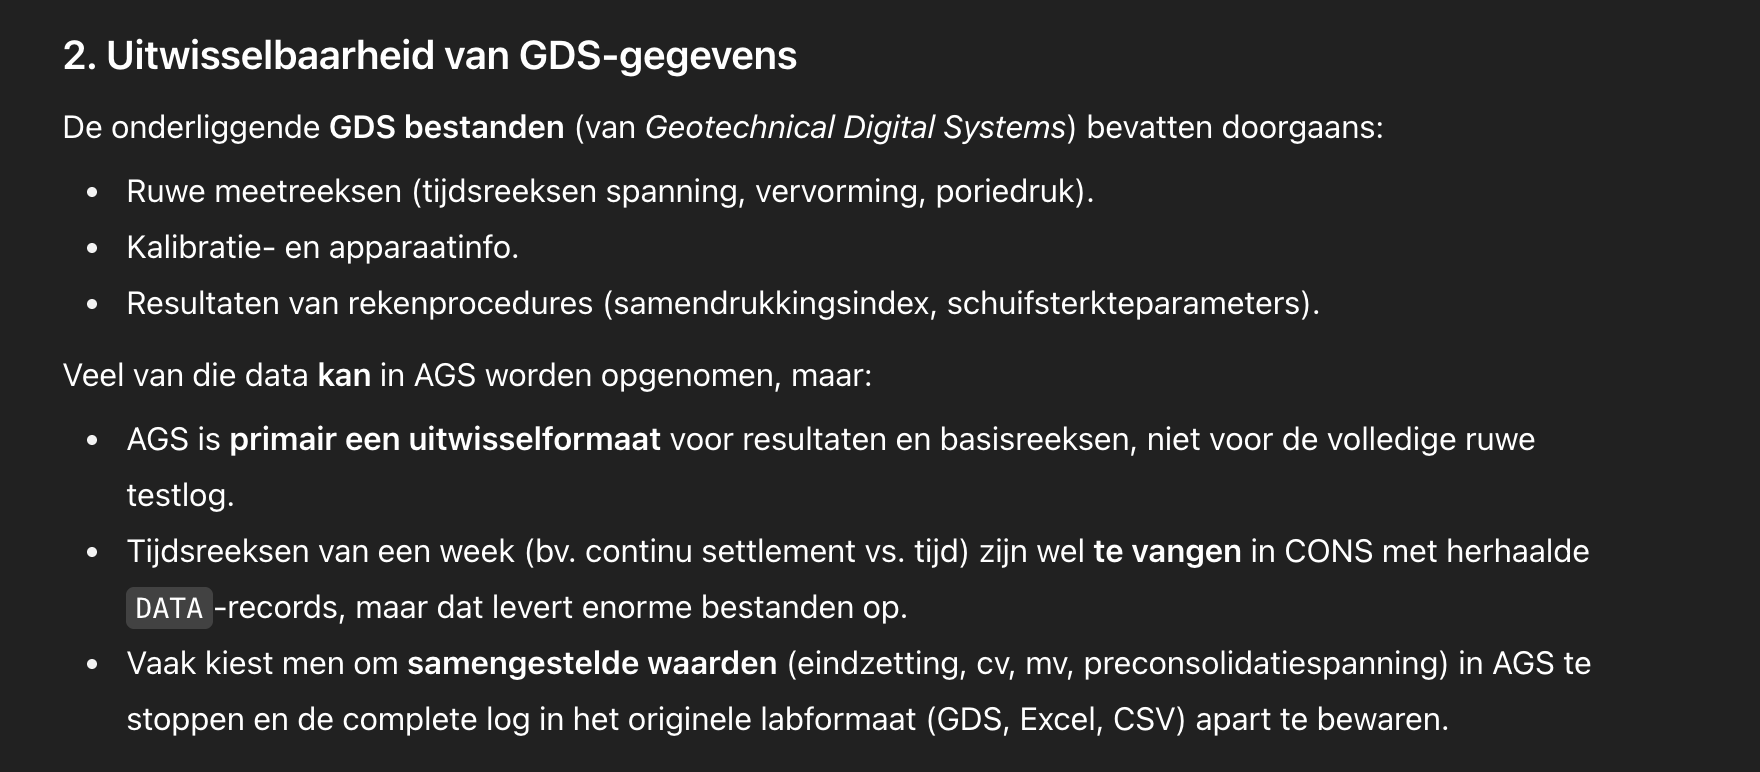 2. Uitwisselbaarheid van GDS-gegevens
De onderliggende GDS bestanden (van Geotechnical Digital Systems) bevatten doorgaans:
• Ruwe meetreeksen (tijdsreeksen spanning, vervorming, poriedruk).
• Kalibratie- en apparaatinfo.
• Resultaten van rekenprocedures (samendrukkingsindex, schuifsterkteparameters).
Veel van die data kan in AGS worden opgenomen, maar:
• AGS is primair een uitwisselformaat voor resultaten en basisreeksen, niet voor de volledige ruwe
testlog.
• Tijdsreeksen van een week (bv. continu settlement vs. tijd) zijn wel te vangen in CONS met herhaalde
DATA-records, maar dat levert enorme bestanden op.
• Vaak kiest men om samengestelde waarden (eindzetting, cv, mv, preconsolidatiespanning) in AGS te
stoppen en de complete log in het originele labformaat (GDS, Excel, CSV) apart te bewaren.